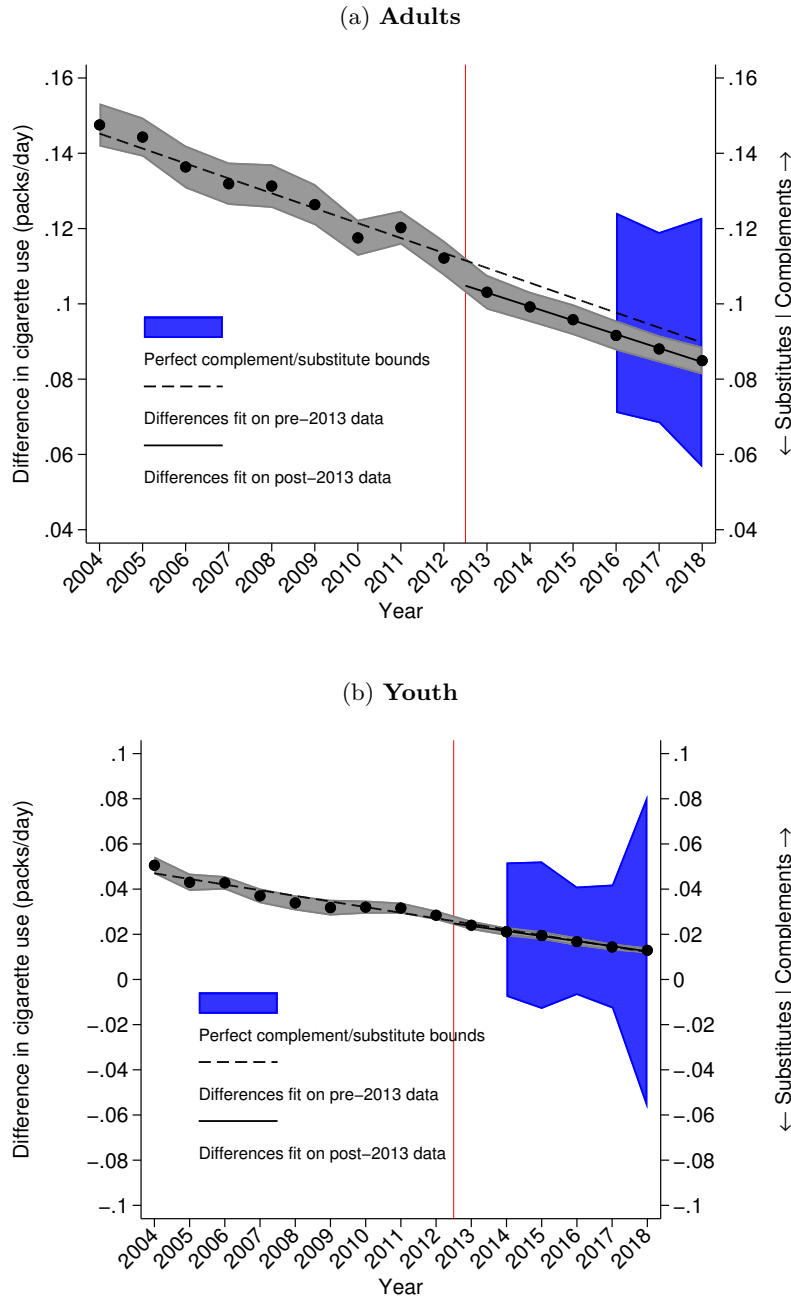 (a) Adults
.16
.14
.12
.1
.08
.06
.04
Difference in cigarette use (packs/day)
Perfect complement/substitute bounds
Differences fit on pre−2013 data
Differences fit on post−2013 data
.16
.14
.12
.1
.08
.06
.04
← Substitutes | Complements →
2004 2005 2006 2007 2008 2009 2010 2011 2012 2013 2014 2015 2016 2017 2018
Year
(b) Youth
.1
.08
.06
.04
.02
0
−.02
−.04
−.06
−.08
−.1
Difference in cigarette use (packs/day)
Perfect complement/substitute bounds
Differences fit on pre−2013 data
Differences fit on post−2013 data
.1
.08
.06
.04
.02
0
−.02
−.04
−.06
−.08
−.1
← Substitutes | Complements →
2004 2005 2006 2007 2008 2009 2010 2011 2012 2013 2014 2015 2016 2017 2018
Year